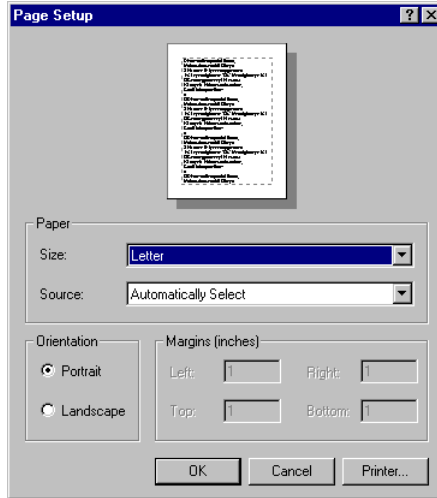 Page Setup
Paper
Size: Letter
Source: Automatically Select
Orientation
Portrait
Landscape
Margins (inches)
Left: 1 Right: 1
Top: 1 Bottom: 1
OK Cancel Printer...